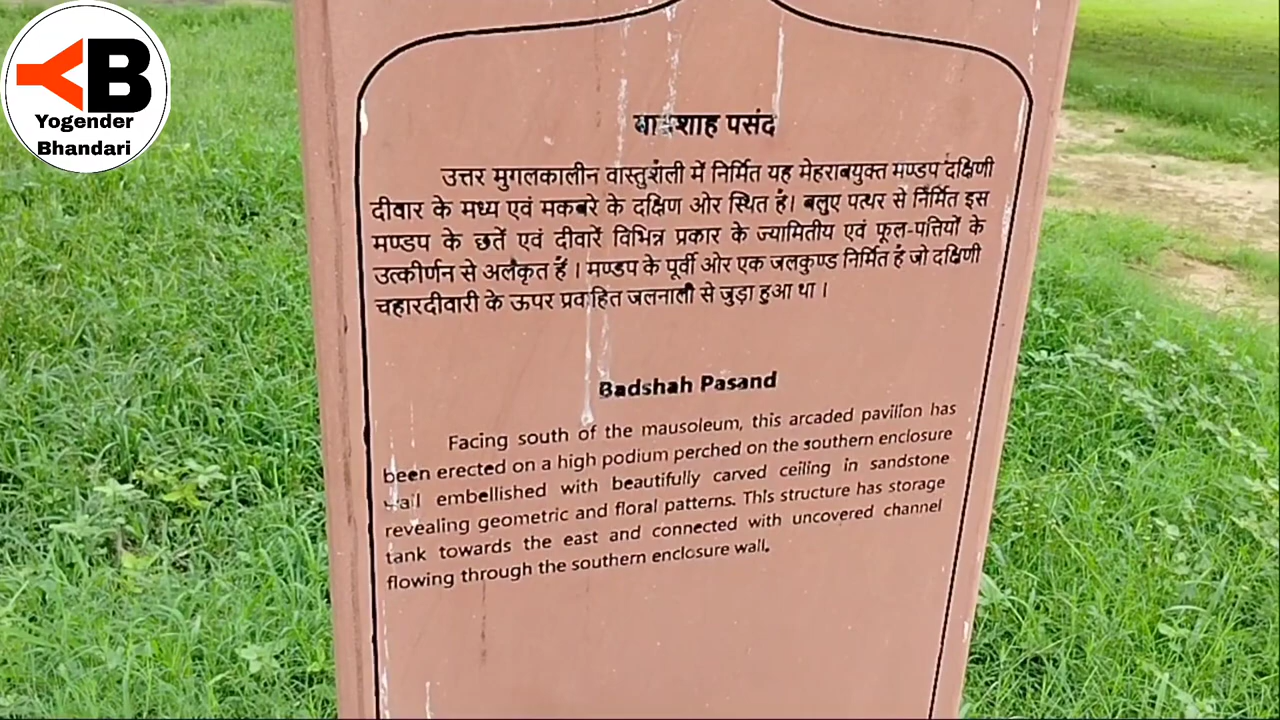 Yogender
Bhandari
बादशाह पसंद
उत्तर मुगलकालीन वास्तुशैली में निर्मित यह मेहराबयुक्त मण्डप दक्षिणी
दीवार के मध्य एवं मकबरे के दक्षिण ओर स्थित है। बलुए पत्थर से निर्मित इस
मण्डप के छतें एवं दीवारें विभिन्न प्रकार के ज्यामितीय एवं फूल-पत्तियों के
उत्कीर्णन से अलंकृत हैं। मण्डप के पूर्वी ओर एक जलकुण्ड निर्मित है जो दक्षिणी
चहारदीवारी के ऊपर प्रवाहित जलनाली से जुड़ा हुआ था।
Badshah Pasand
Facing south of the mausoleum, this arcaded pavilion has
been erected on a high podium perched on the southern enclosure
wall embellished with beautifully carved ceiling in sandstone
revealing geometric and floral patterns. This structure has storage
tank towards the east and connected with uncovered channel
flowing through the southern enclosure wall.